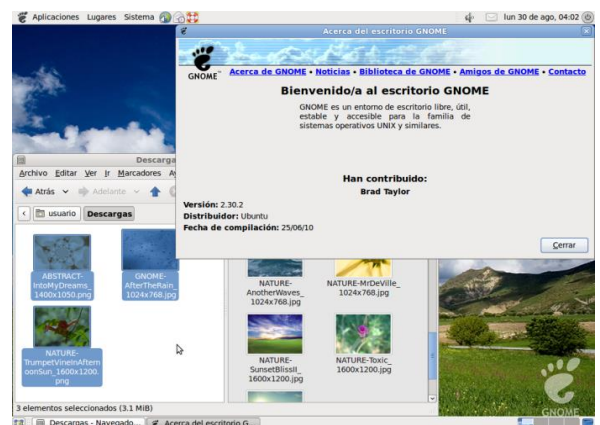 Aplicaciones Lugares Sistema
lun 30 de ago, 04:02
Acerca del escritorio GNOME
GNOME™
Acerca de GNOME • Noticias • Biblioteca de GNOME • Amigos de GNOME • Contacto
Bienvenido/a al escritorio GNOME
GNOME es un entorno de escritorio libre, útil,
estable y accesible para la familia de
sistemas operativos UNIX y similares.
Han contribuido:
Brad Taylor
Versión: 2.30.2
Distribuidor: Ubuntu
Fecha de compilación: 25/06/10
Cerrar
Descarga
Archivo Editar Ver Ir Marcadores Ay
Atrás Adelante
usuario Descargas
ABSTRACT-
IntoMyDreams_
1400x1050.png
GNOME-
AfterTheRain_
1024x768.jpg
NATURE-
TrumpetVineInAftern
oonSun_1600x1200.
png
NATURE-
AnotherWaves_
1024x768.jpg
NATURE-MrDeVille_
1024x768.jpg
NATURE-
SunsetBlissII_
1600x1200.jpg
NATURE-Toxic_
1600x1200.jpg
3 elementos seleccionados (3.1 MiB)
GNOME
Descargas - Navegado...
Acerca del escritorio G...